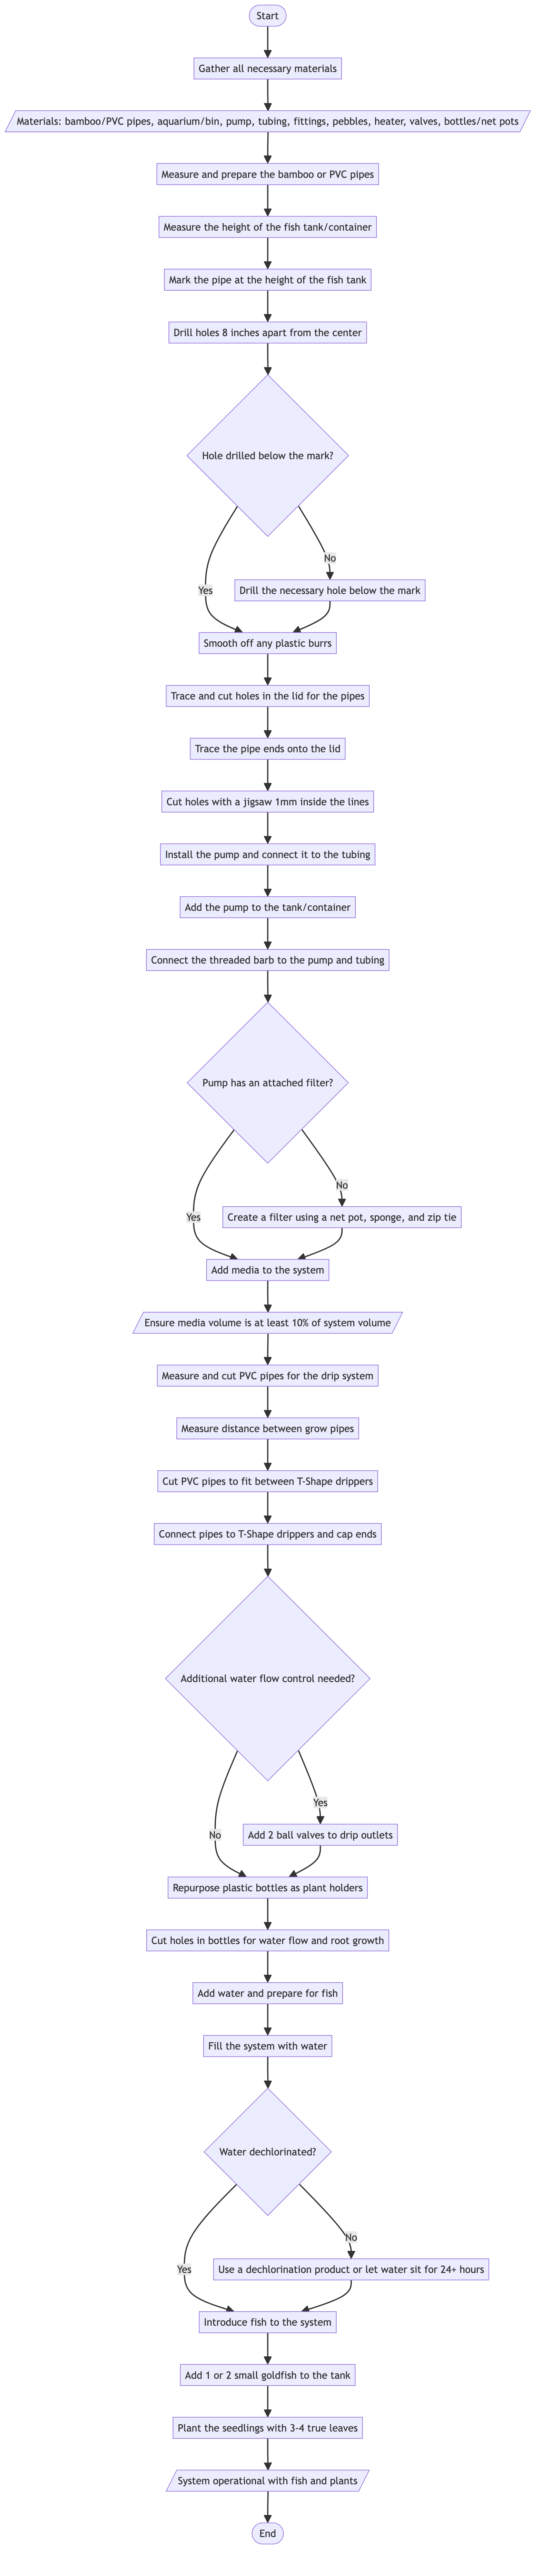 Start
Gather all necessary materials
Materials: bamboo/PVC pipes, aquarium/bin, pump, tubing, fittings, pebbles, heater, valves, bottles/net pots
Measure and prepare the bamboo or PVC pipes
Measure the height of the fish tank/container
Mark the pipe at the height of the fish tank
Drill holes 8 inches apart from the center
Hole drilled below the mark?
No
Yes
Drill the necessary hole below the mark
Smooth off any plastic burrs
Trace and cut holes in the lid for the pipes
Trace the pipe ends onto the lid
Cut holes with a jigsaw 1mm inside the lines
Install the pump and connect it to the tubing
Add the pump to the tank/container
Connect the threaded barb to the pump and tubing
Pump has an attached filter?
No
Yes
Create a filter using a net pot, sponge, and zip tie
Add media to the system
Ensure media volume is at least 10% of system volume
Measure and cut PVC pipes for the drip system
Measure distance between grow pipes
Cut PVC pipes to fit between T-Shape drippers
Connect pipes to T-Shape drippers and cap ends
Additional water flow control needed?
Yes
No
Add 2 ball valves to drip outlets
Repurpose plastic bottles as plant holders
Cut holes in bottles for water flow and root growth
Add water and prepare for fish
Fill the system with water
Water dechlorinated?
No
Yes
Use a dechlorination product or let water sit for 24+ hours
Introduce fish to the system
Add 1 or 2 small goldfish to the tank
Plant the seedlings with 3-4 true leaves
System operational with fish and plants
End